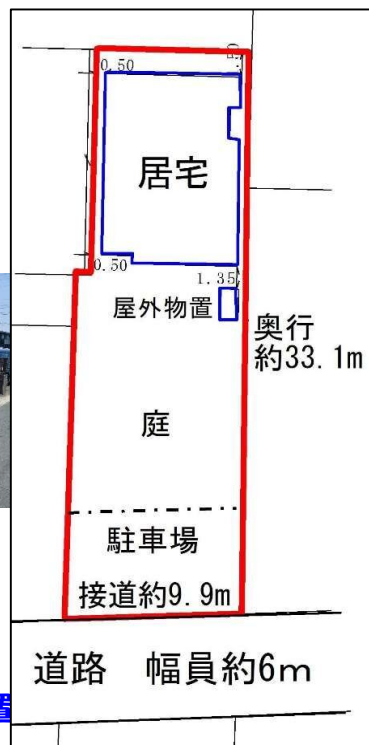 0.50
居宅
0.50
1.35
屋外物置
奥行
約33.1m
庭
駐車場
接道約9.9m
道路 幅員約6m
置